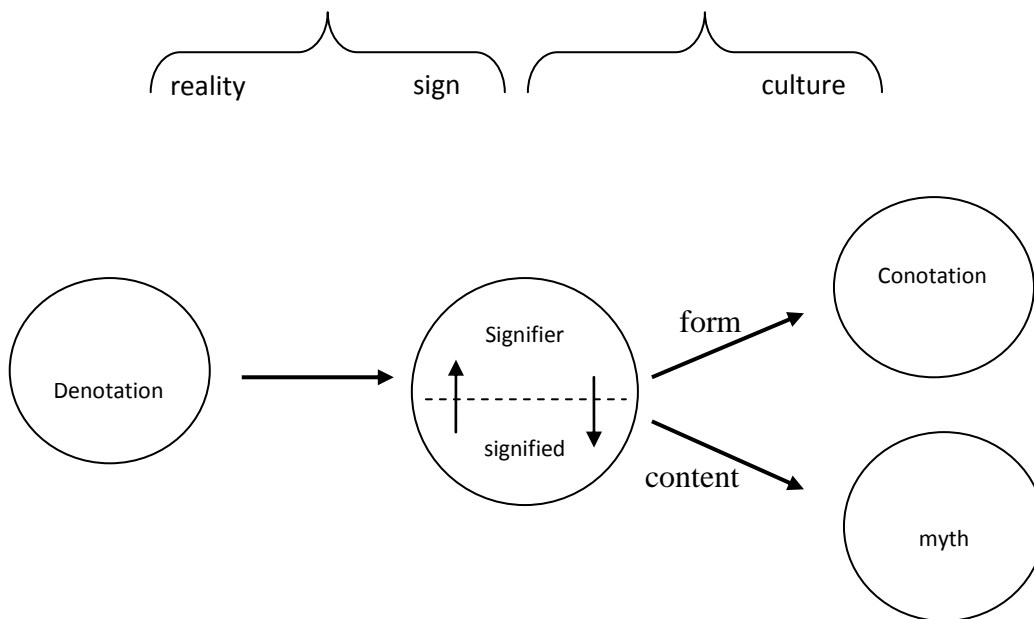 reality sign culture
Conotation
form
Signifier
Denotation
signified
content
myth